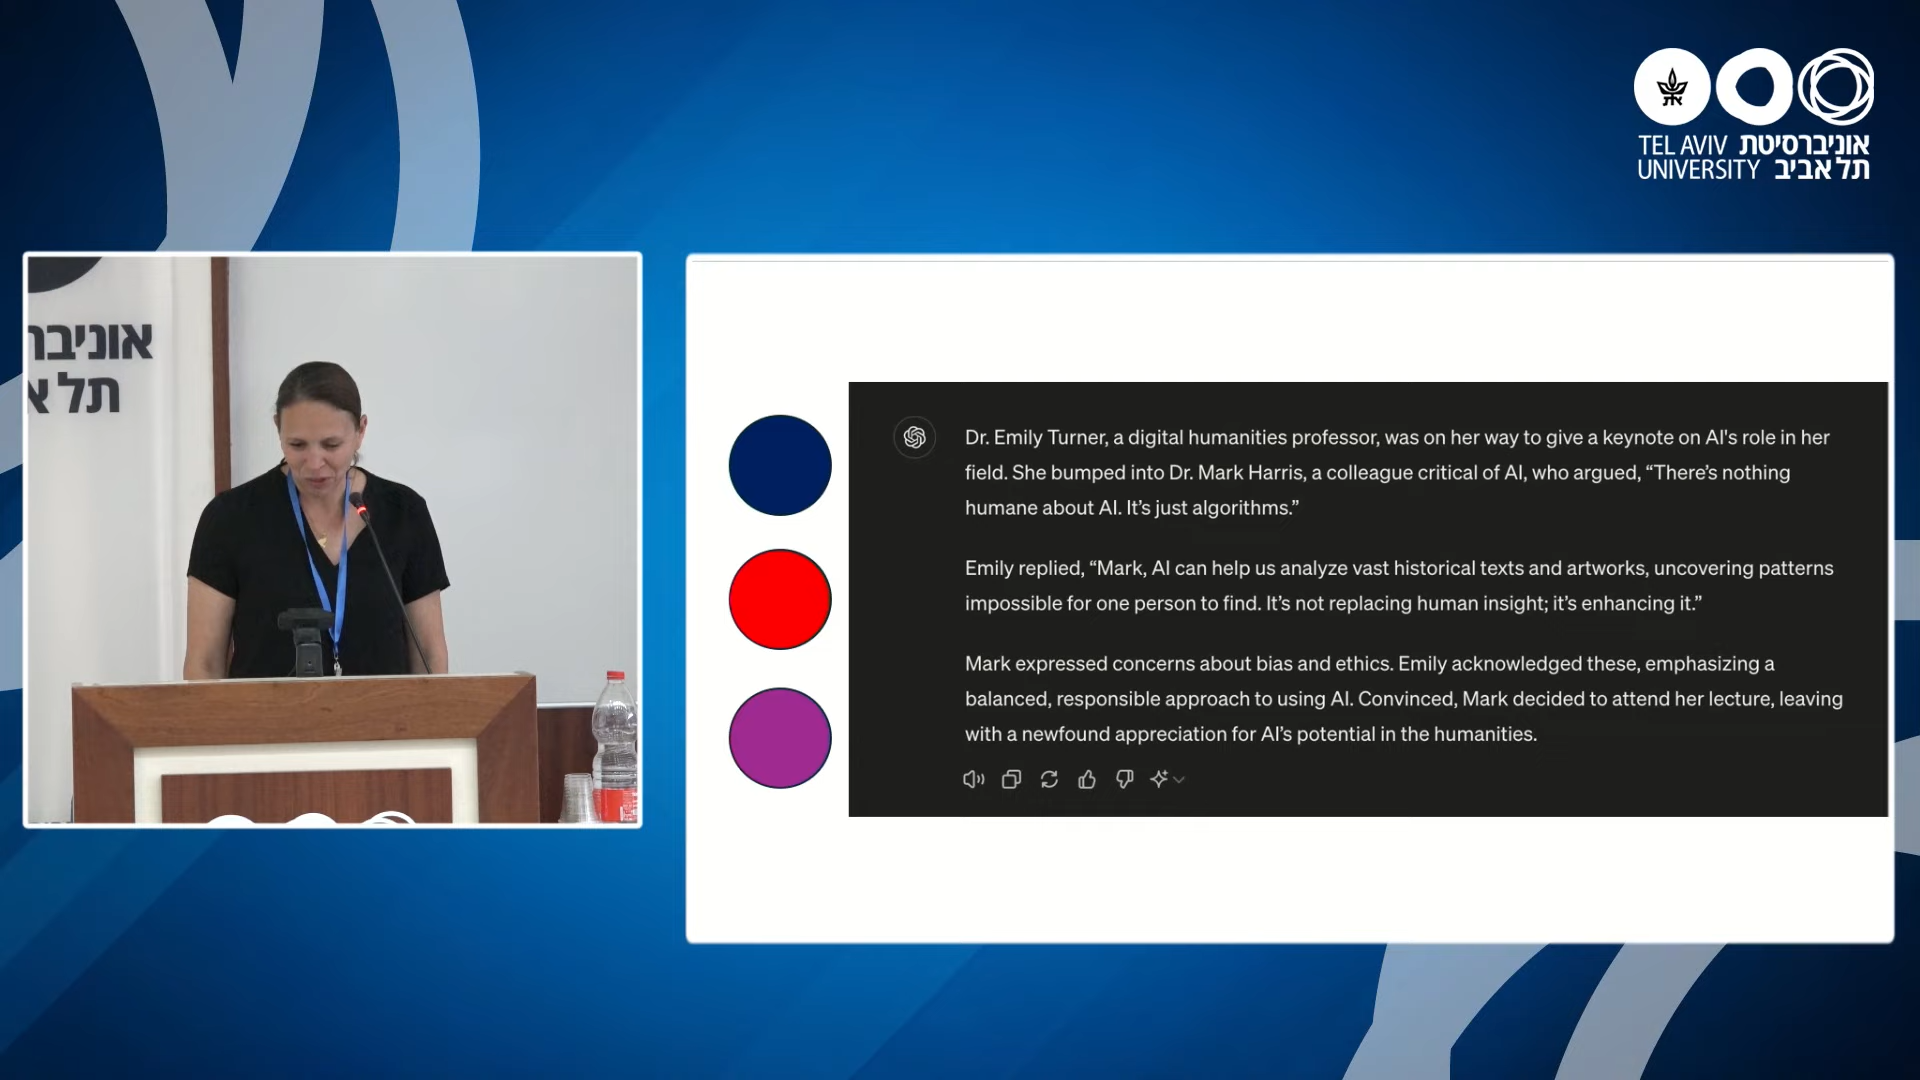 TEL AVIV אוניברסיטת
UNIVERSITY תל אביב
אוניבר
תל א
Dr. Emily Turner, a digital humanities professor, was on her way to give a keynote on AI's role in her
field. She bumped into Dr. Mark Harris, a colleague critical of AI, who argued, “There’s nothing
humane about AI. It’s just algorithms.”
Emily replied, “Mark, AI can help us analyze vast historical texts and artworks, uncovering patterns
impossible for one person to find. It’s not replacing human insight; it’s enhancing it.”
Mark expressed concerns about bias and ethics. Emily acknowledged these, emphasizing a
balanced, responsible approach to using AI. Convinced, Mark decided to attend her lecture, leaving
with a newfound appreciation for AI’s potential in the humanities.